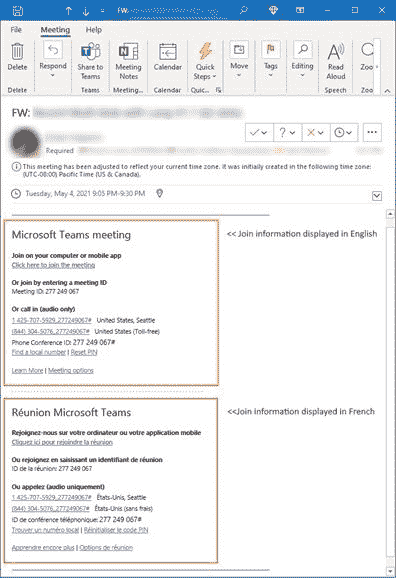 FW:
File Meeting Help
Delete Respond Share to Teams Meeting Notes Calendar Quick Steps Move Tags Editing Read Aloud Zoo
Delete Teams Meeting... Calendar Quic... Speech Zoom
FW:
Required
This meeting has been adjusted to reflect your current time zone. It was initially created in the following time zone:
(UTC-08:00) Pacific Time (US & Canada).
Tuesday, May 4, 2021 9:05 PM-9:30 PM
Microsoft Teams meeting
<< Join information displayed in English
Join on your computer or mobile app
Click here to join the meeting
Or join by entering a meeting ID
Meeting ID: 277 249 067
Or call in (audio only)
1 425-707-5929,,277249067# United States, Seattle
(844) 304-5076,,277249067# United States (Toll-free)
Phone Conference ID: 277 249 067#
Find a local number | Reset PIN
Learn More | Meeting options
Réunion Microsoft Teams
<<Join information displayed in French
Rejoignez-nous sur votre ordinateur ou votre application mobile
Cliquez ici pour rejoindre la réunion
Ou rejoignez en saisissant un identifiant de réunion
ID de la réunion: 277 249 067
Ou appelez (audio uniquement)
1 425-707-5929,,277249067# États-Unis, Seattle
(844) 304-5076,,277249067# États-Unis (sans frais)
ID de conférence téléphonique: 277 249 067#
Trouver un numéro local | Réinitialiser le code PIN
Apprendre encore plus | Options de réunion